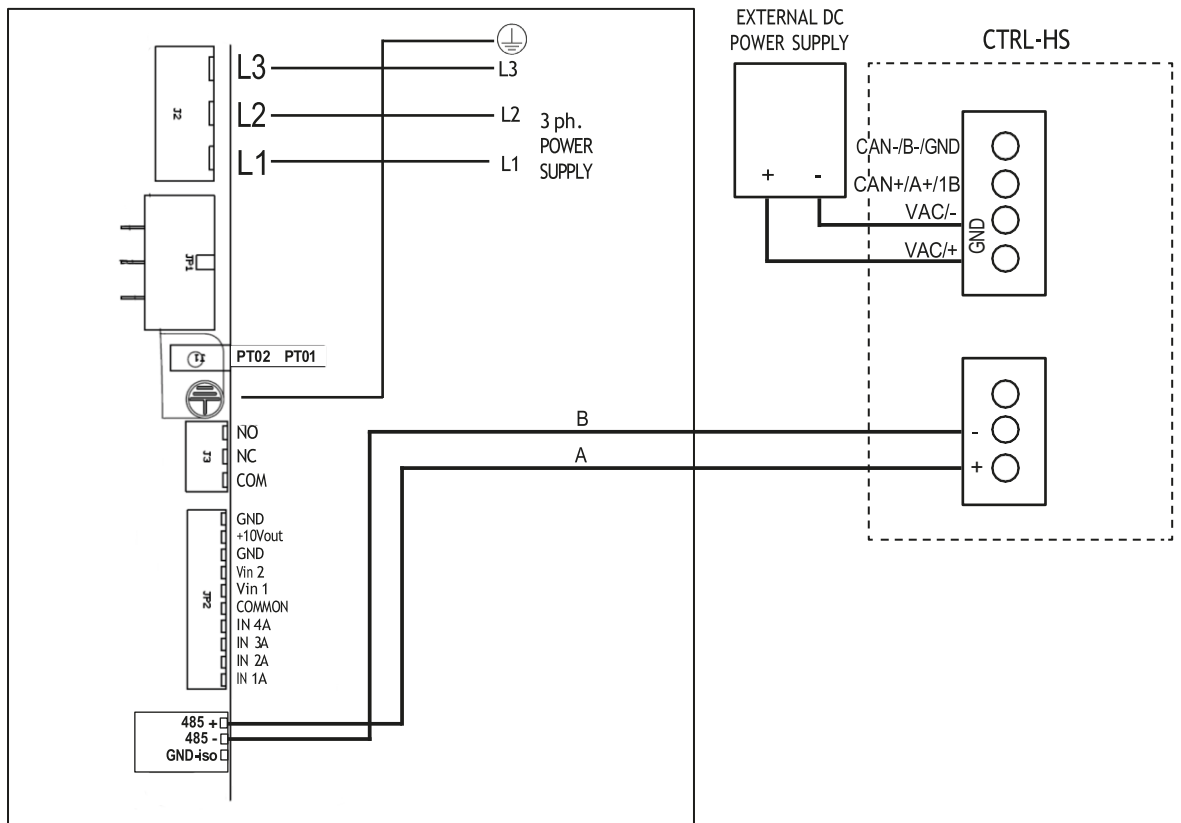 L3
L2
L1
L3
L2
L1
3 ph.
POWER
SUPPLY
J2
JP1
J1
PT02 PT01
J3
NO
NC
COM
JP2
GND
+10Vout
GND
Vin 2
Vin 1
COMMON
IN 4A
IN 3A
IN 2A
IN 1A
485 +
485 -
GND-iso
B
A
EXTERNAL DC
POWER SUPPLY
+ -
CTRL-HS
CAN-/B-/GND
CAN+/A+/1B
VAC/-
VAC/+
GND
-
+